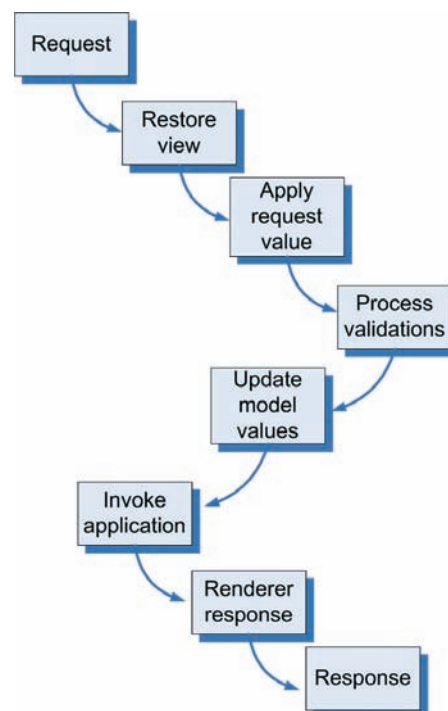 Request
Restore
view
Apply
request
value
Process
validations
Update
model
values
Invoke
application
Renderer
response
Response